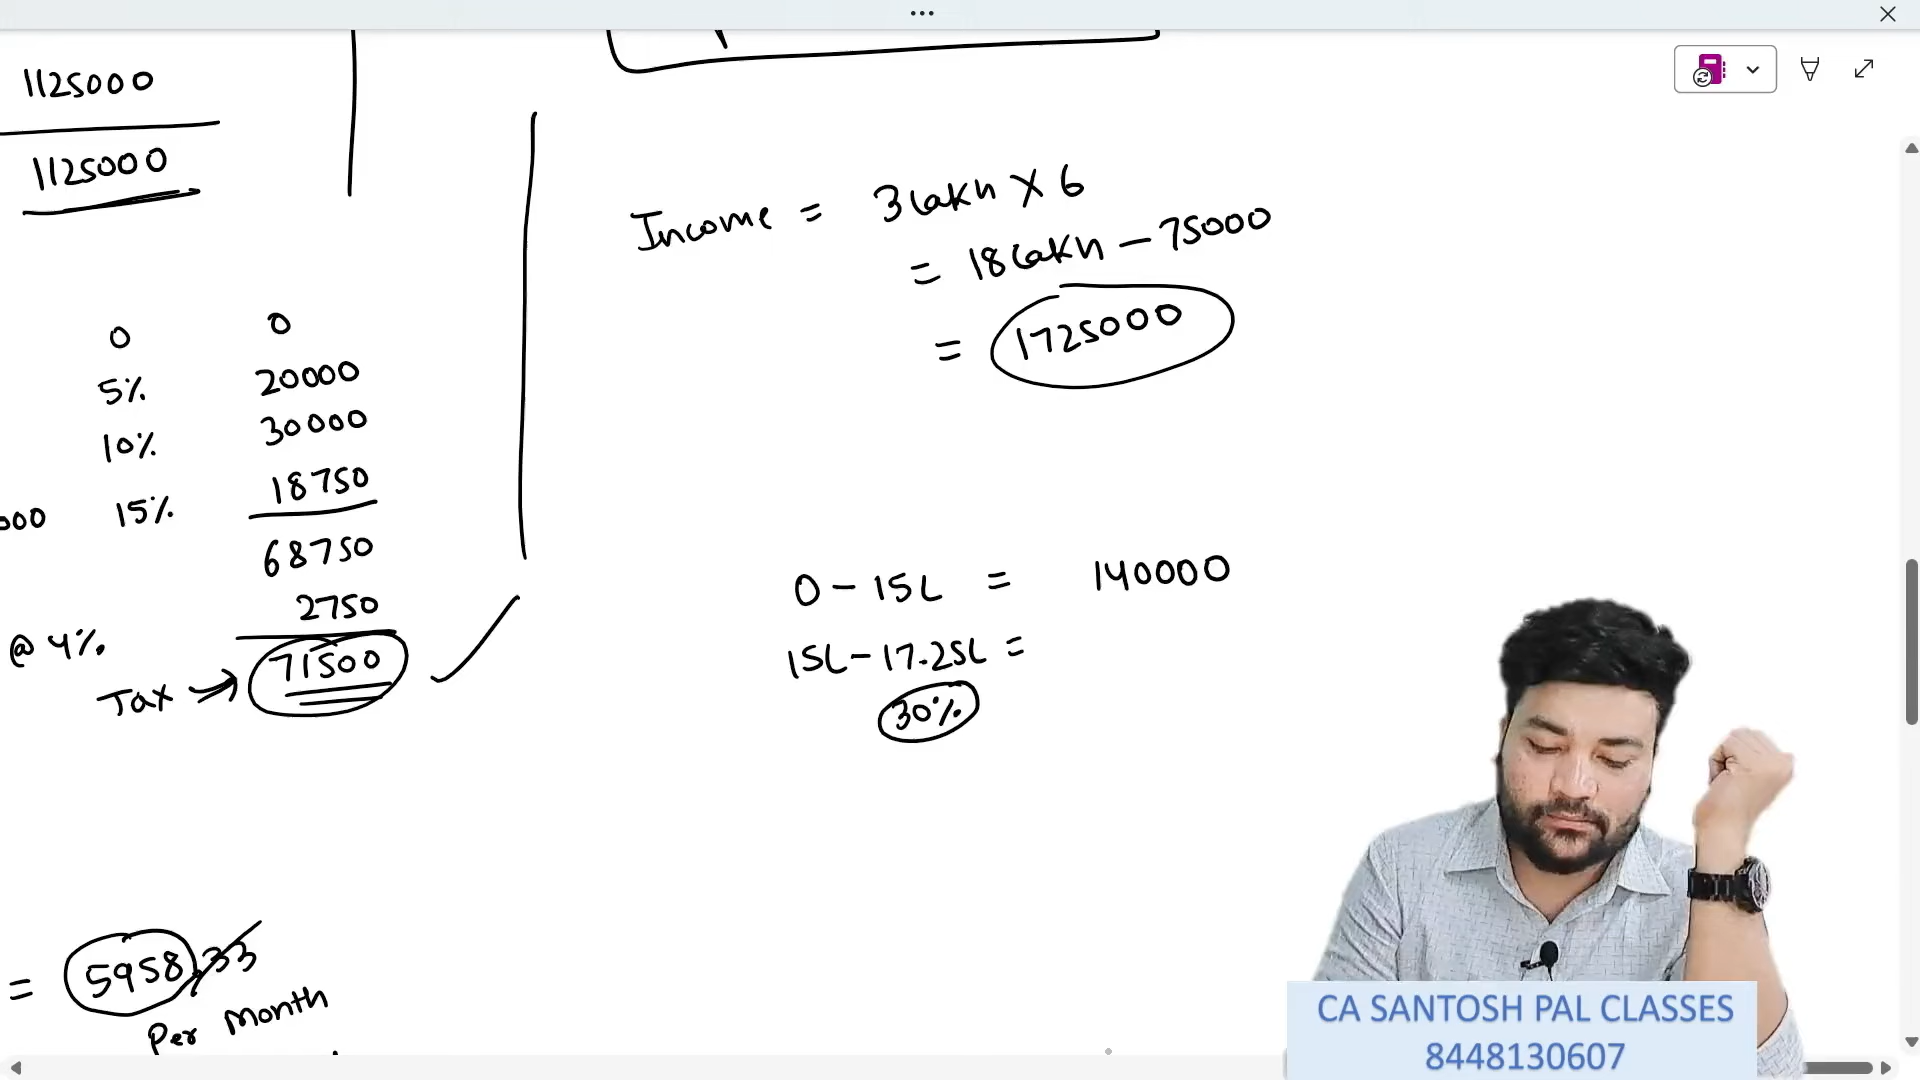 1125000
1125000
0 0
5% 20000
10% 30000
000 15% 18750
68750
@ 4% 2750
Tax → 71500
= 5958.33
Per Month
Income = 3 Lakh × 6
= 18 Lakh - 75000
= 1725000
0 - 15L = 140000
15L - 17.25L =
30%
CA SANTOSH PAL CLASSES
8448130607